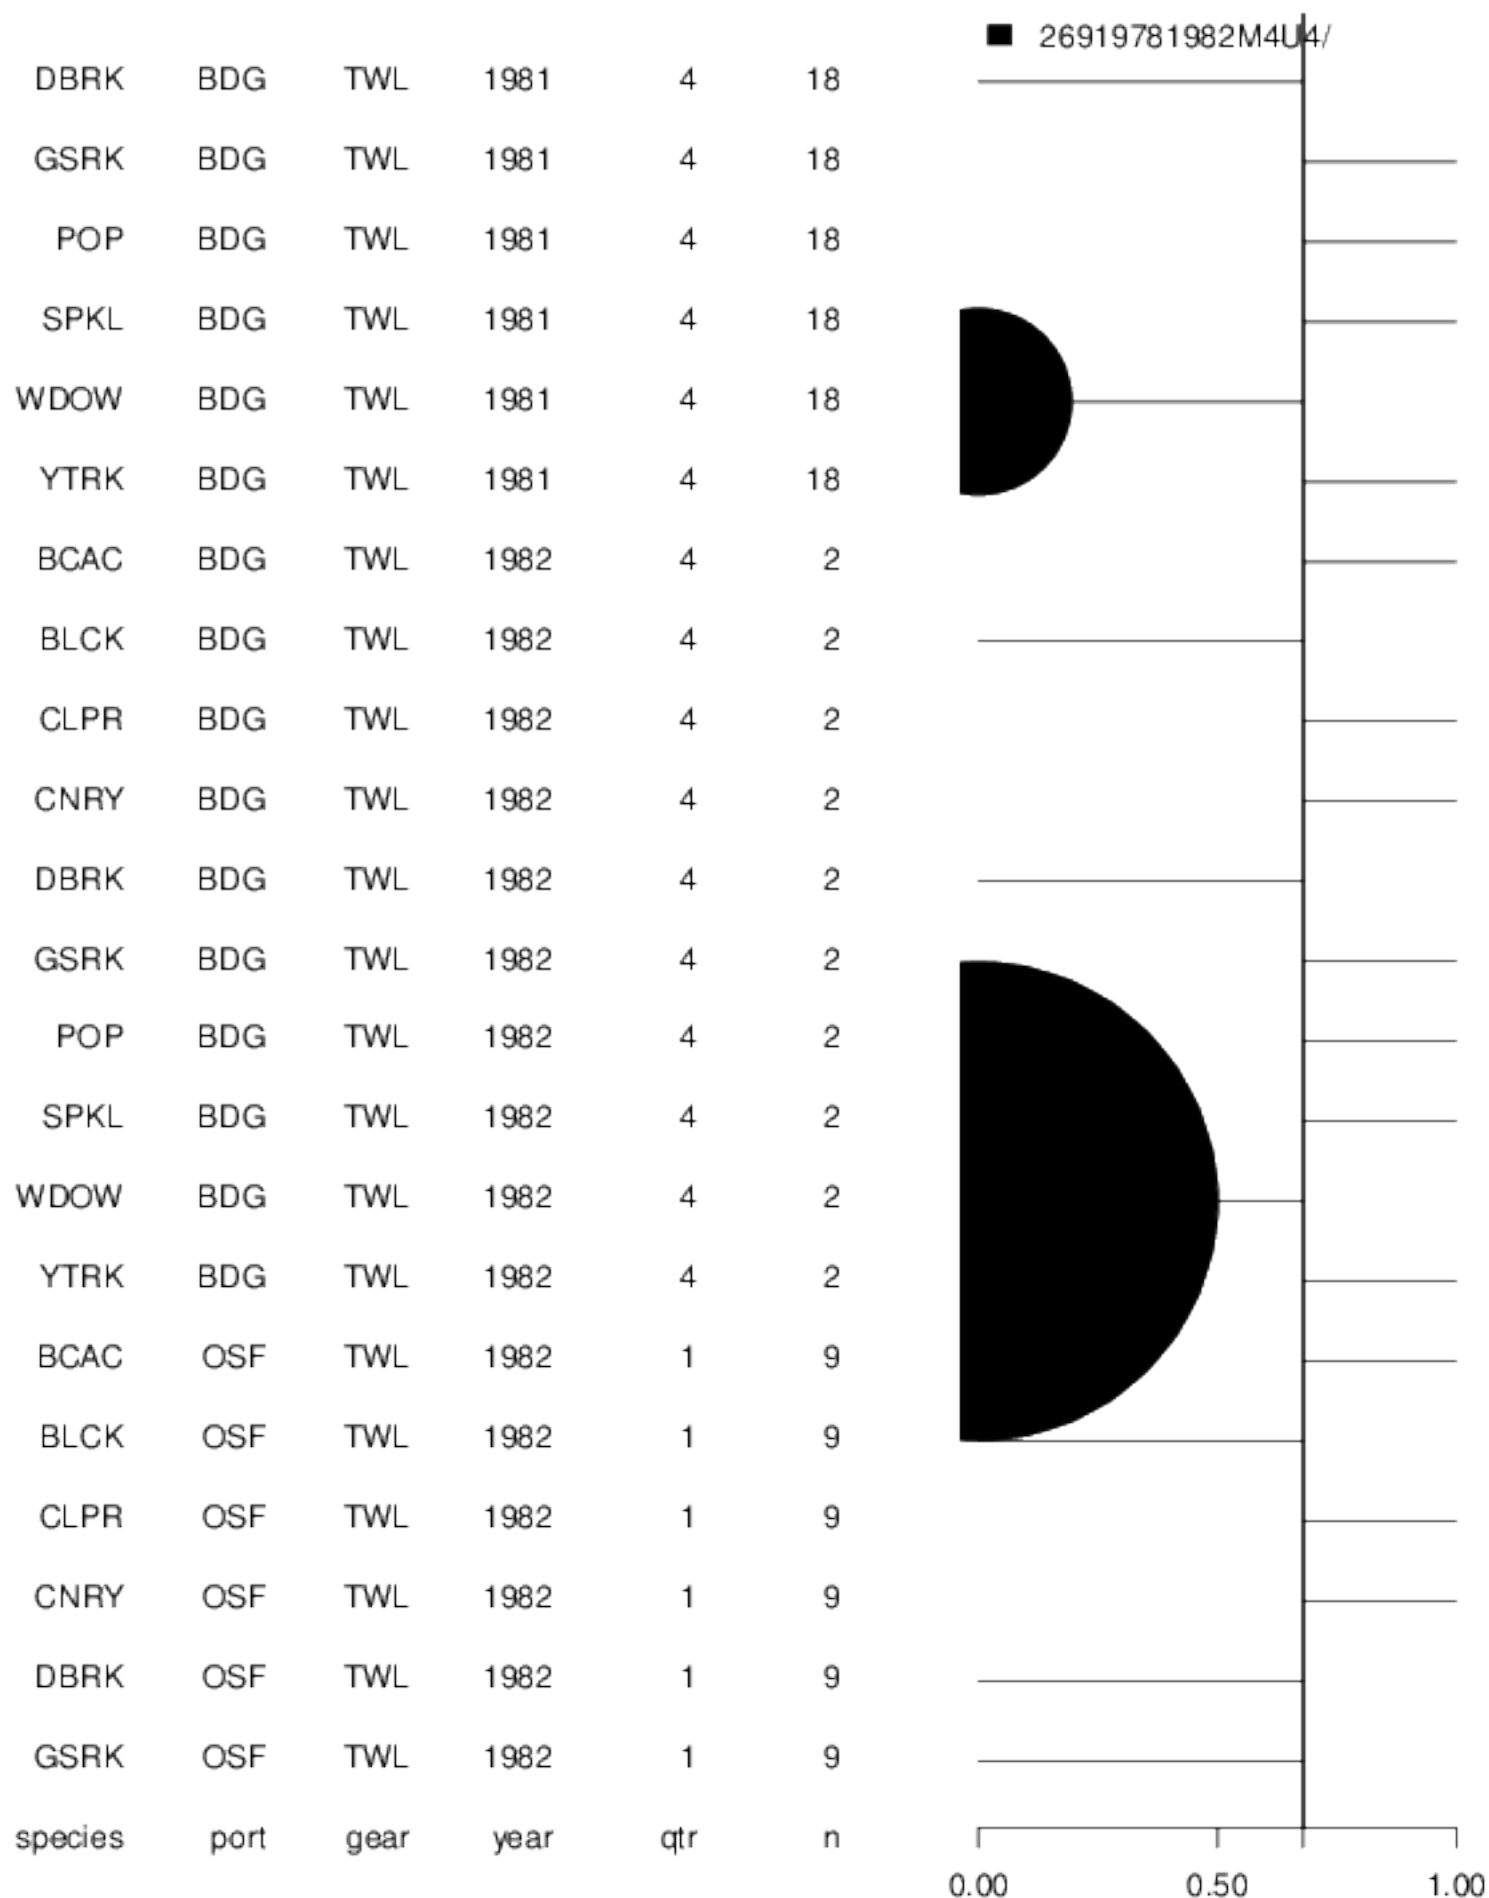 26919781982M4U4/
DBRK BDG TWL 1981 4 18
GSRK BDG TWL 1981 4 18
POP BDG TWL 1981 4 18
SPKL BDG TWL 1981 4 18
WDOW BDG TWL 1981 4 18
YTRK BDG TWL 1981 4 18
BCAC BDG TWL 1982 4 2
BLCK BDG TWL 1982 4 2
CLPR BDG TWL 1982 4 2
CNRY BDG TWL 1982 4 2
DBRK BDG TWL 1982 4 2
GSRK BDG TWL 1982 4 2
POP BDG TWL 1982 4 2
SPKL BDG TWL 1982 4 2
WDOW BDG TWL 1982 4 2
YTRK BDG TWL 1982 4 2
BCAC OSF TWL 1982 1 9
BLCK OSF TWL 1982 1 9
CLPR OSF TWL 1982 1 9
CNRY OSF TWL 1982 1 9
DBRK OSF TWL 1982 1 9
GSRK OSF TWL 1982 1 9
species port gear year qtr n
0.00 0.50 1.00